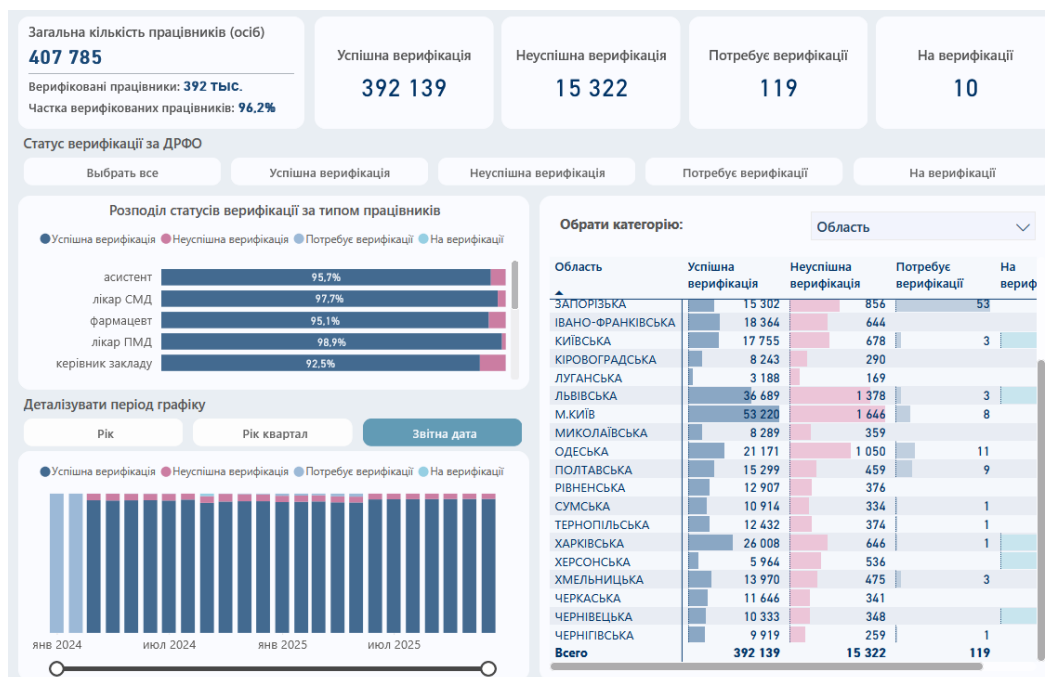 Загальна кількість працівників (осіб)
407 785
Верифіковані працівники: 392 тыс.
Частка верифікованих працівників: 96,2%
Успішна верифікація
392 139
Неуспішна верифікація
15 322
Потребує верифікації
119
На верифікації
10
Статус верифікації за ДРФО
Выбрать все
Успішна верифікація
Неуспішна верифікація
Потребує верифікації
На верифікації
Розподіл статусів верифікації за типом працівників
Успішна верифікація Неуспішна верифікація Потребує верифікації На верифікації
асистент 95,7%
лікар СМД 97,7%
фармацевт 95,1%
лікар ПМД 98,9%
керівник закладу 92,5%
Деталізувати період графіку
Рік
Рік квартал
Звітна дата
Успішна верифікація Неуспішна верифікація Потребує верифікації На верифікації
янв 2024 июл 2024 янв 2025 июл 2025
Обрати категорію:
Область
Область Успішна верифікація Неуспішна верифікація Потребує верифікації На вериф
ЗАПОРІЗЬКА 15 302 856 53
ІВАНО-ФРАНКІВСЬКА 18 364 644
КИЇВСЬКА 17 755 678 3
КІРОВОГРАДСЬКА 8 243 290
ЛУГАНСЬКА 3 188 169
ЛЬВІВСЬКА 36 689 1 378 3
М.КИЇВ 53 220 1 646 8
МИКОЛАЇВСЬКА 8 289 359
ОДЕСЬКА 21 171 1 050 11
ПОЛТАВСЬКА 15 299 459 9
РІВНЕНСЬКА 12 907 376
СУМСЬКА 10 914 334 1
ТЕРНОПІЛЬСЬКА 12 432 374 1
ХАРКІВСЬКА 26 008 646 1
ХЕРСОНСЬКА 5 964 536
ХМЕЛЬНИЦЬКА 13 970 475 3
ЧЕРКАСЬКА 11 646 341
ЧЕРНІВЕЦЬКА 10 333 348
ЧЕРНІГІВСЬКА 9 919 259 1
Всего 392 139 15 322 119